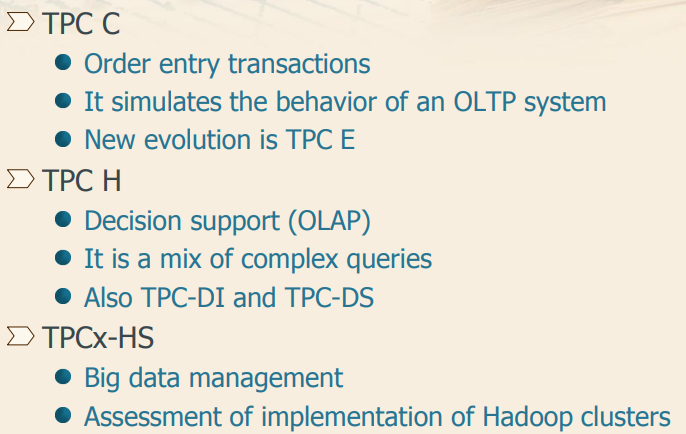 TPC C
Order entry transactions
It simulates the behavior of an OLTP system
New evolution is TPC E
TPC H
Decision support (OLAP)
It is a mix of complex queries
Also TPC-DI and TPC-DS
TPCx-HS
Big data management
Assessment of implementation of Hadoop clusters